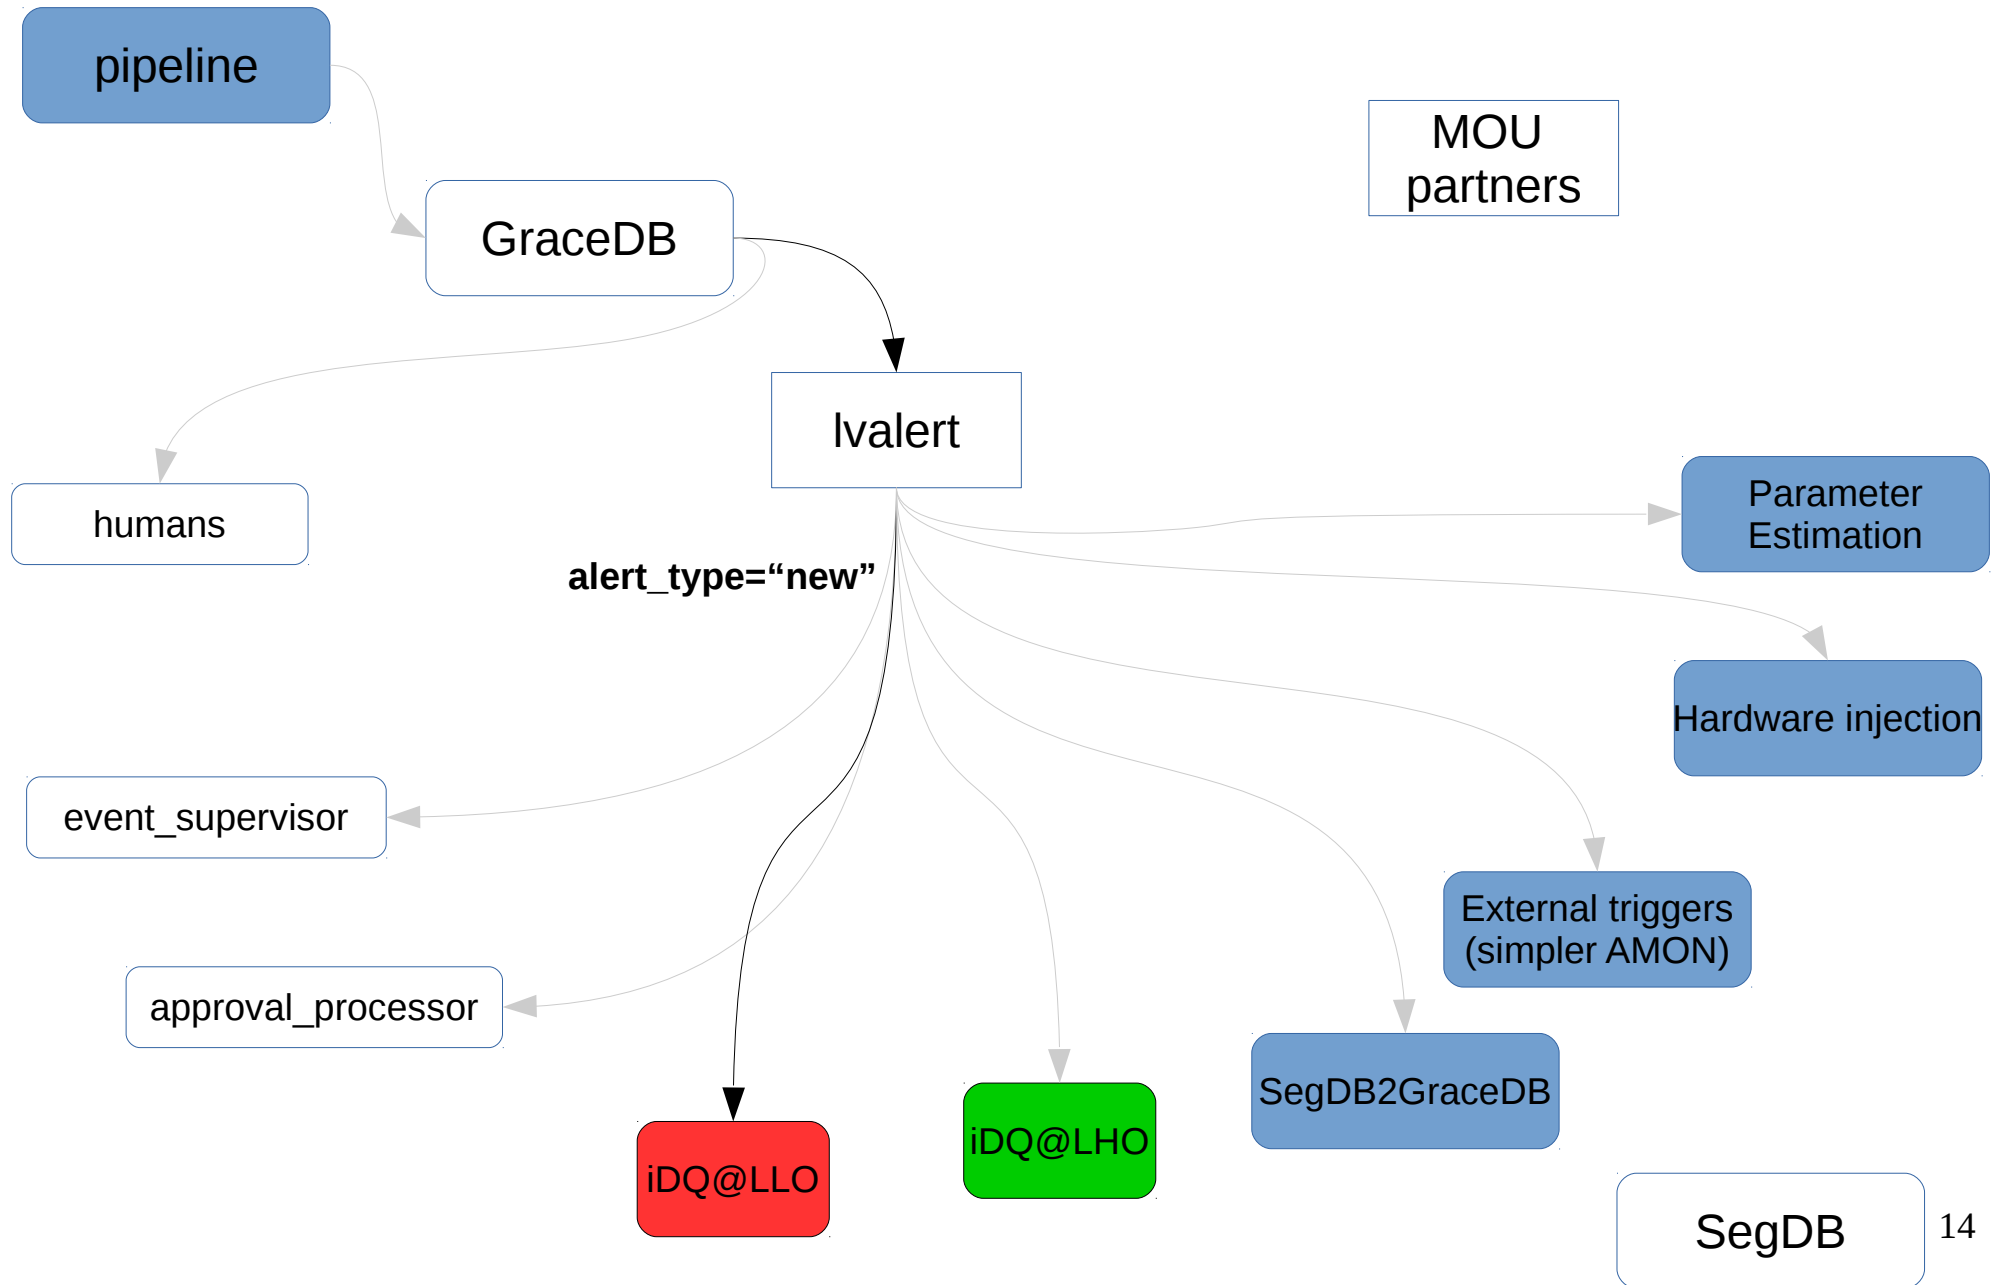 pipeline
MOU
partners
GraceDB
lvalert
Parameter
Estimation
humans
alert_type=“new”
Hardware injection
event_supervisor
External triggers
(simpler AMON)
approval_processor
SegDB2GraceDB
iDQ@LHO
iDQ@LLO
SegDB
14